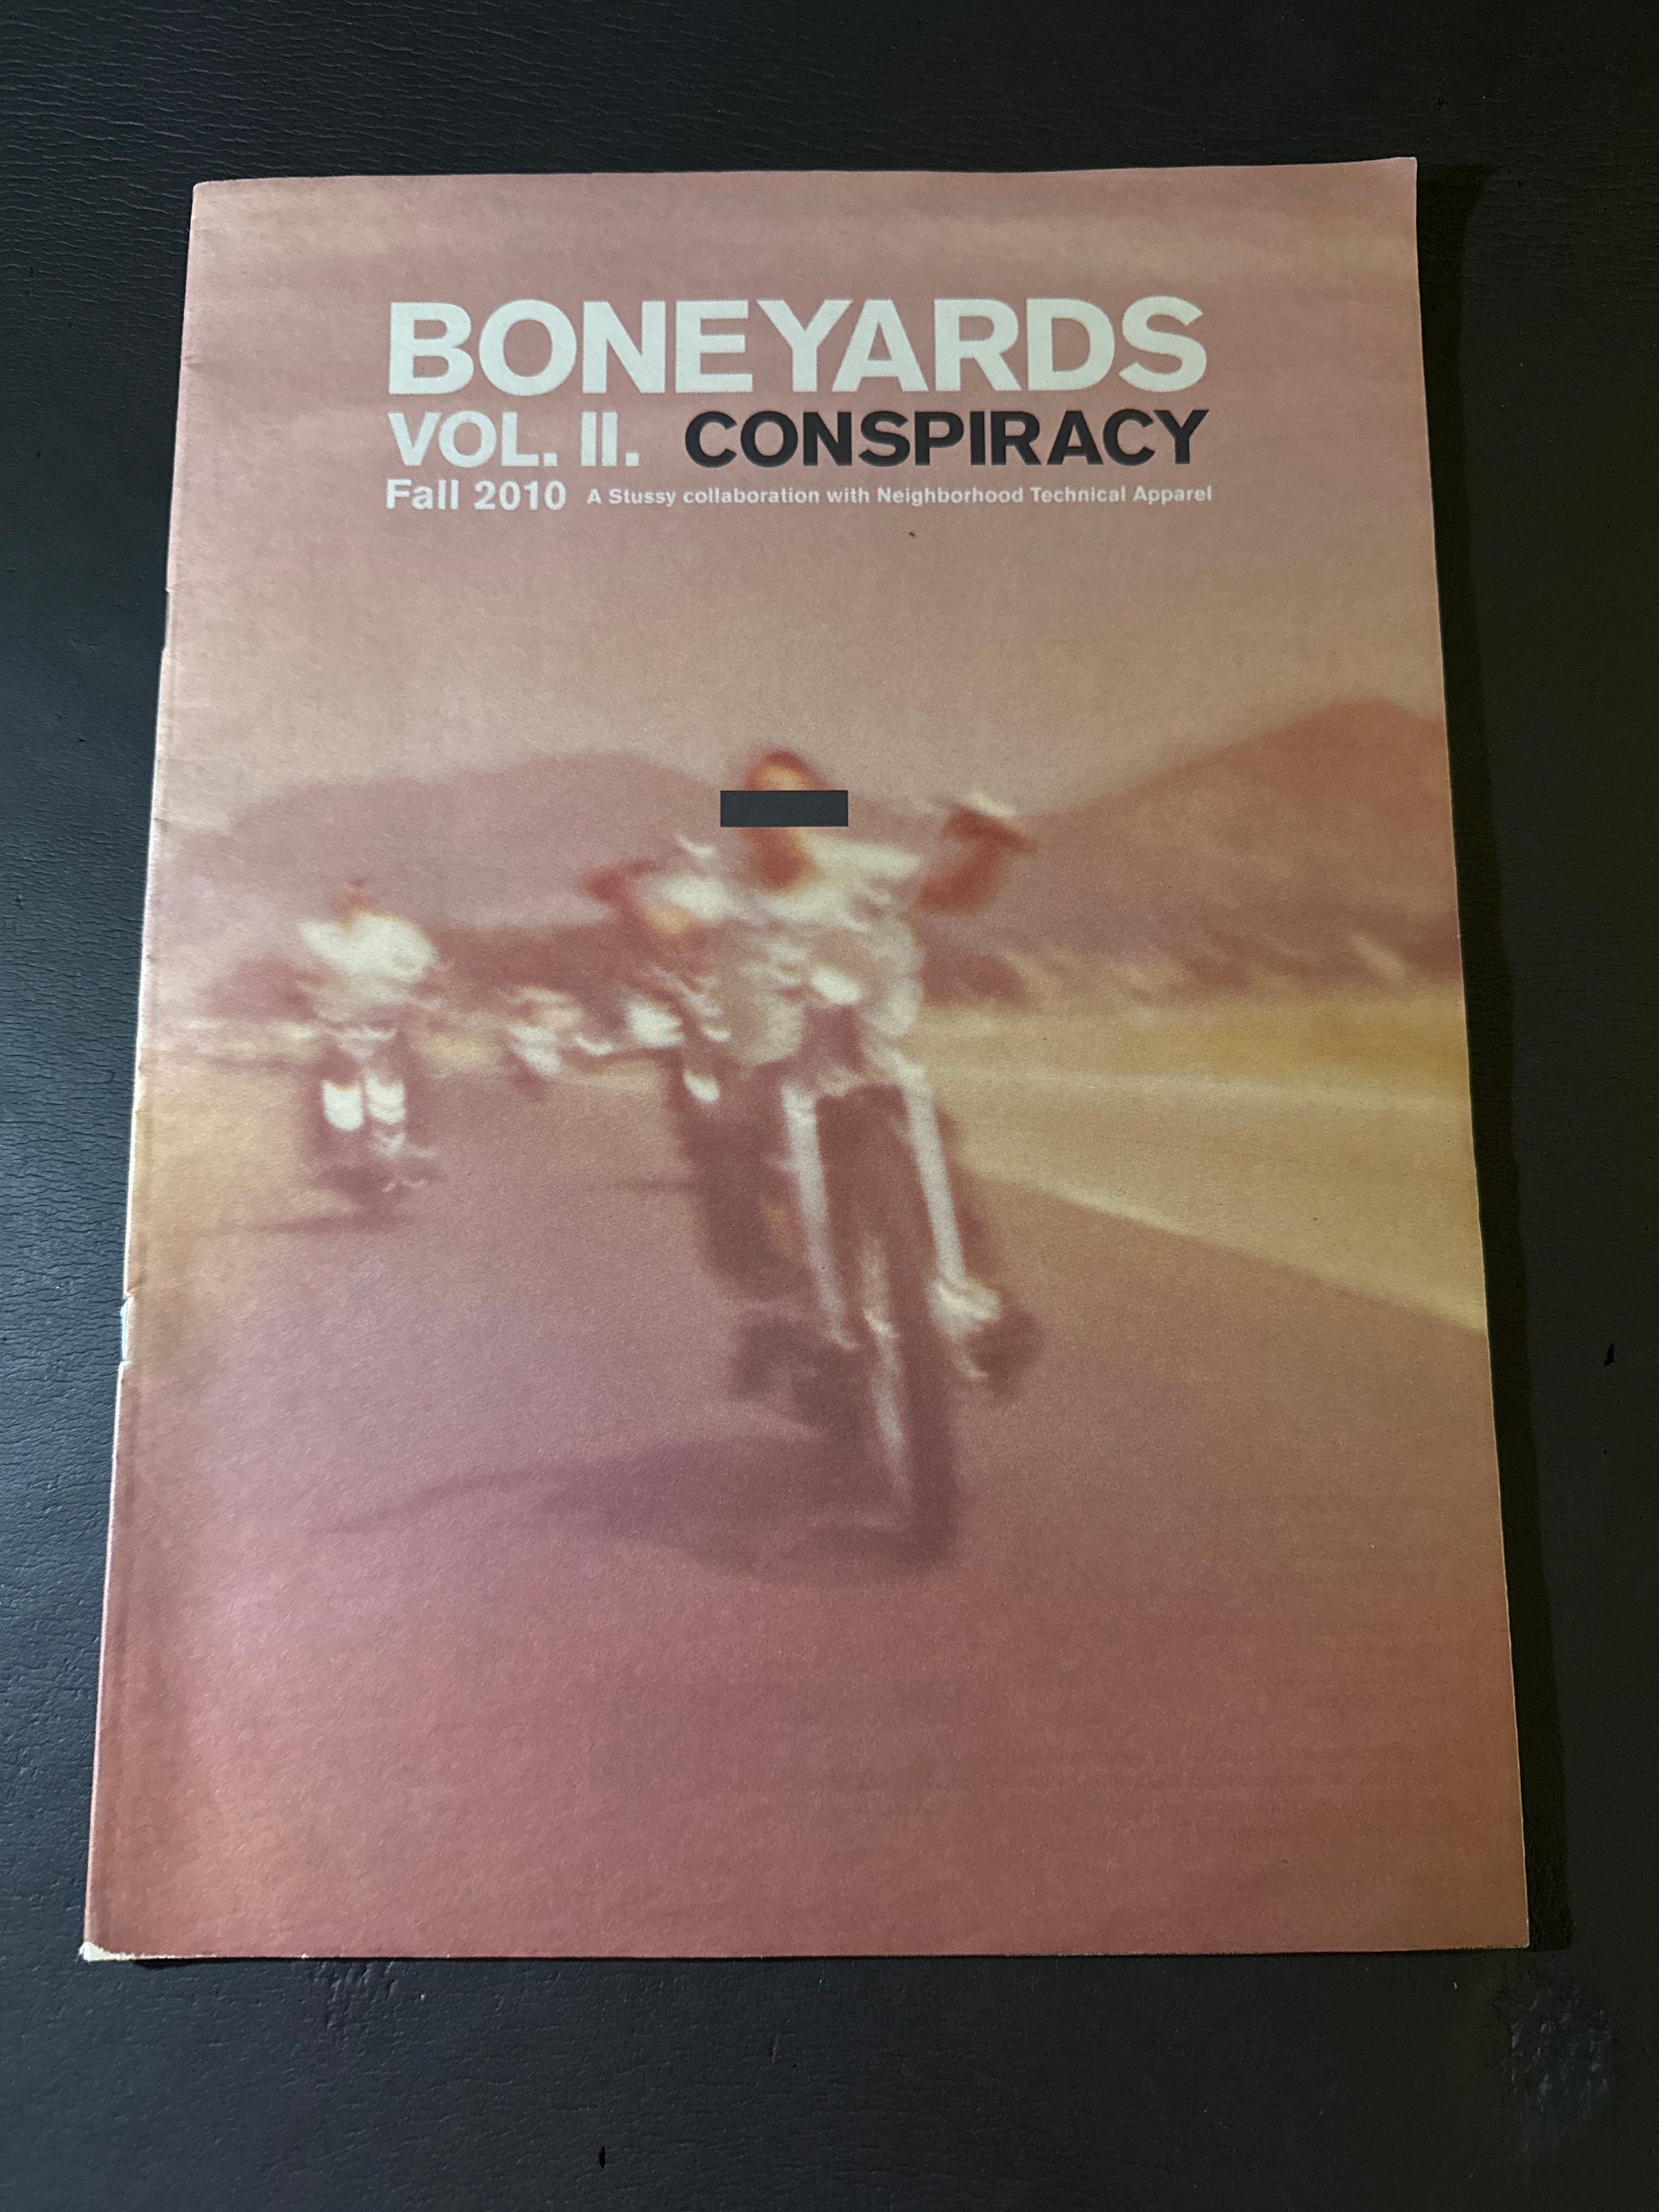 BONEYARDS
VOL. II. CONSPIRACY
Fall 2010 A Stussy collaboration with Neighborhood Technical Apparel